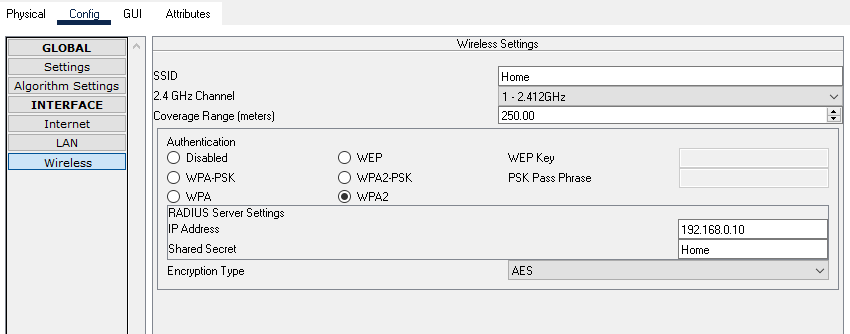 Physical Config GUI Attributes
GLOBAL
Settings
Algorithm Settings
INTERFACE
Internet
LAN
Wireless
Wireless Settings
SSID Home
2.4 GHz Channel 1 - 2.412GHz
Coverage Range (meters) 250.00
Authentication
Disabled WEP WEP Key
WPA-PSK WPA2-PSK PSK Pass Phrase
WPA WPA2
RADIUS Server Settings
IP Address 192.168.0.10
Shared Secret Home
Encryption Type AES